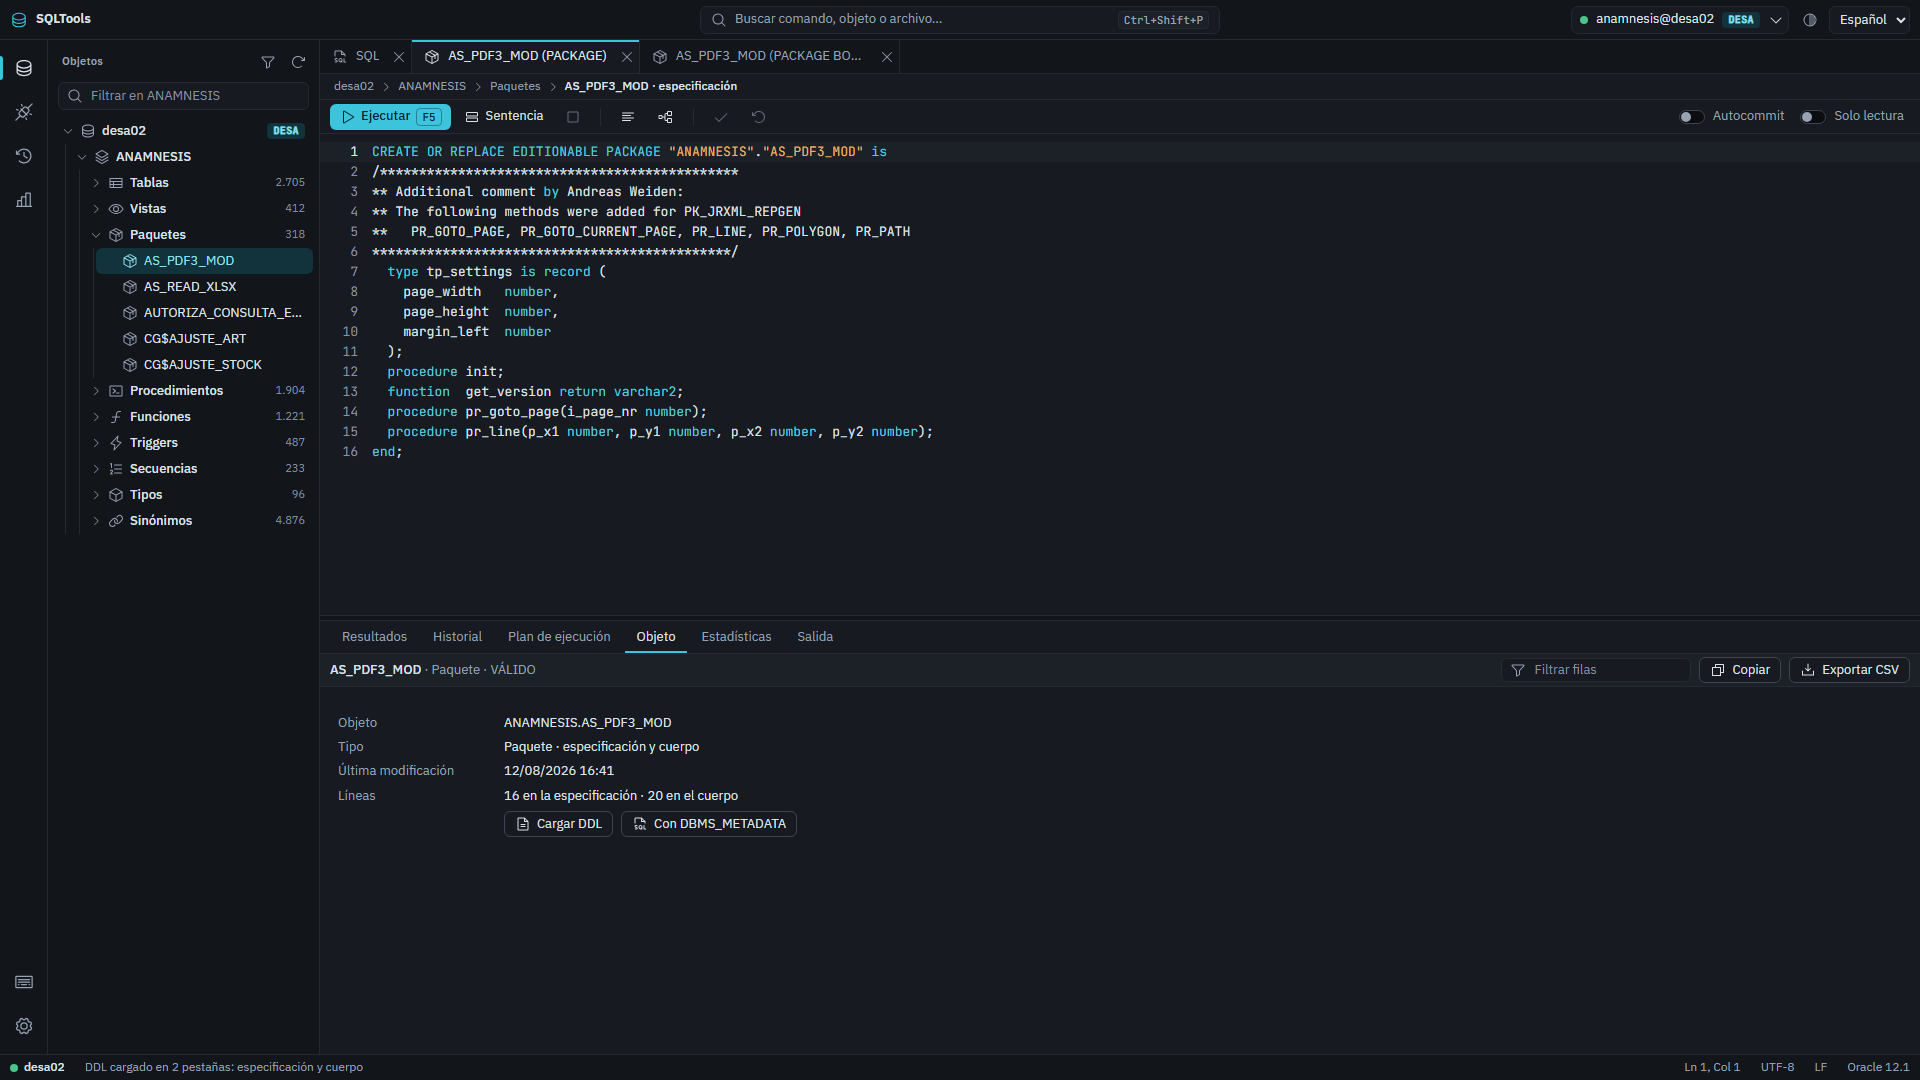 SQLTools
Buscar comando, objeto o archivo...
Ctrl+Shift+P
anamnesis@desa02 DESA
Español
Objetos
Filtrar en ANAMNESIS
desa02 DESA
ANAMNESIS
Tablas 2.705
Vistas 412
Paquetes 318
AS_PDF3_MOD
AS_READ_XLSX
AUTORIZA_CONSULTA_E...
CG$AJUSTE_ART
CG$AJUSTE_STOCK
Procedimientos 1.904
Funciones 1.221
Triggers 487
Secuencias 233
Tipos 96
Sinónimos 4.876
SQL
AS_PDF3_MOD (PACKAGE)
AS_PDF3_MOD (PACKAGE BO...
desa02 > ANAMNESIS > Paquetes > AS_PDF3_MOD · especificación
Ejecutar F5 Sentencia
Autocommit Solo lectura
1 CREATE OR REPLACE EDITIONABLE PACKAGE "ANAMNESIS"."AS_PDF3_MOD" is
2 /**********************************************
3 ** Additional comment by Andreas Weiden:
4 ** The following methods were added for PK_JRXML_REPGEN
5 **   PR_GOTO_PAGE, PR_GOTO_CURRENT_PAGE, PR_LINE, PR_POLYGON, PR_PATH
6 **********************************************/
7   type tp_settings is record (
8     page_width   number,
9     page_height  number,
10     margin_left  number
11   );
12   procedure init;
13   function  get_version return varchar2;
14   procedure pr_goto_page(i_page_nr number);
15   procedure pr_line(p_x1 number, p_y1 number, p_x2 number, p_y2 number);
16 end;
Resultados Historial Plan de ejecución Objeto Estadísticas Salida
AS_PDF3_MOD · Paquete · VÁLIDO
Filtrar filas
Copiar
Exportar CSV
Objeto ANAMNESIS.AS_PDF3_MOD
Tipo Paquete · especificación y cuerpo
Última modificación 12/08/2026 16:41
Líneas 16 en la especificación · 20 en el cuerpo
Cargar DDL
Con DBMS_METADATA
desa02 DDL cargado en 2 pestañas: especificación y cuerpo
Ln 1, Col 1 UTF-8 LF Oracle 12.1